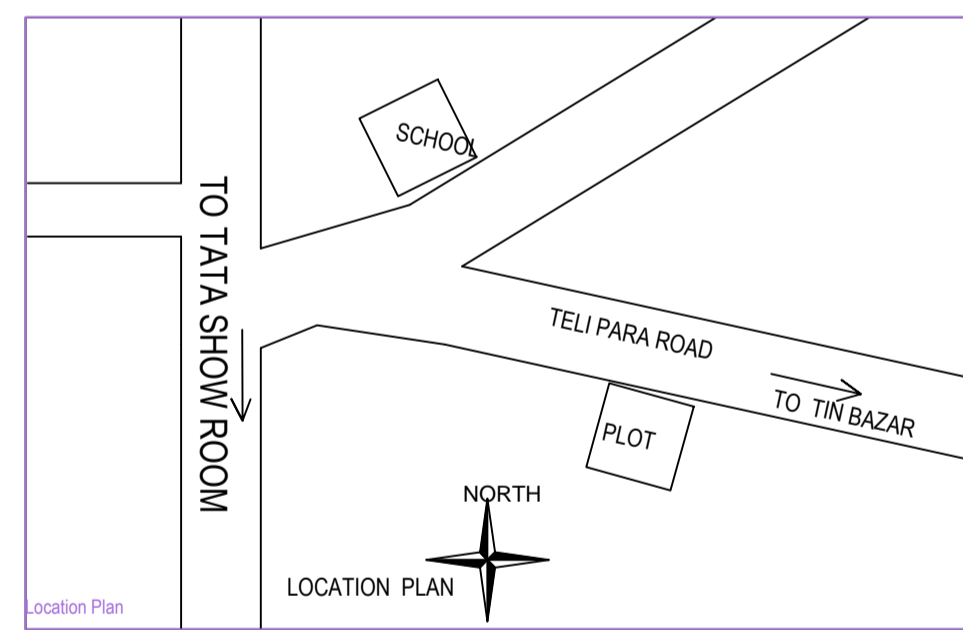 SCHOOL
TO TATA SHOW ROOM
TELI PARA ROAD
TO TIN BAZAR
PLOT
NORTH
LOCATION PLAN
Location Plan